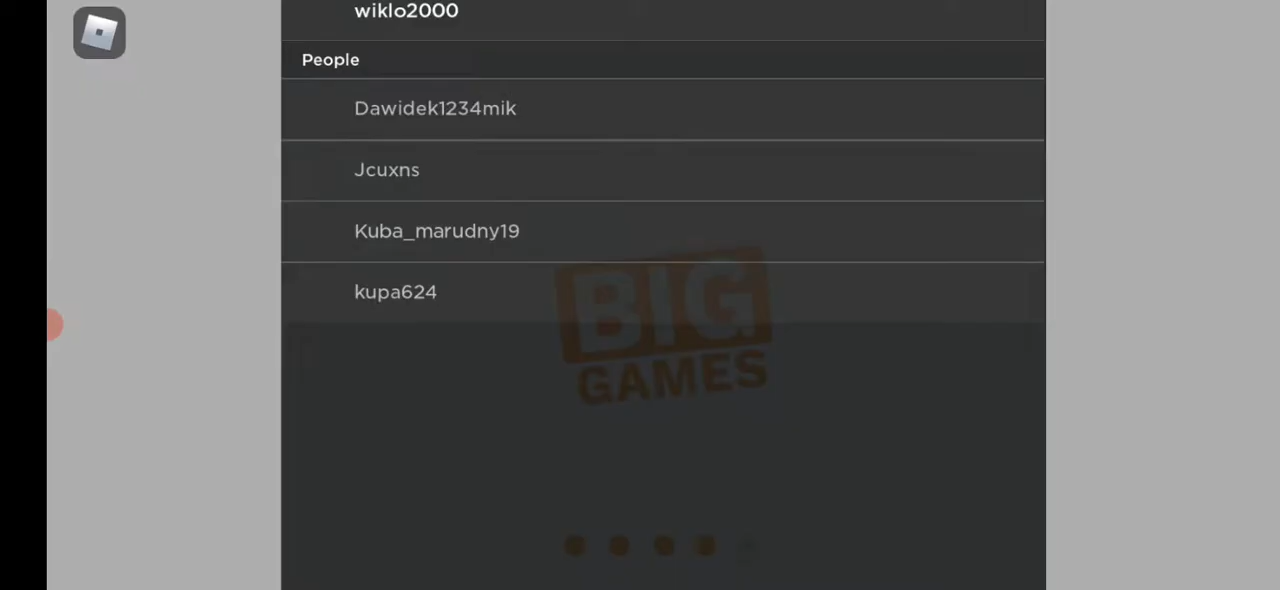 wiklo2000
People
Dawidek1234mik
Jcuxns
Kuba_marudny19
kupa624
BIG
GAMES